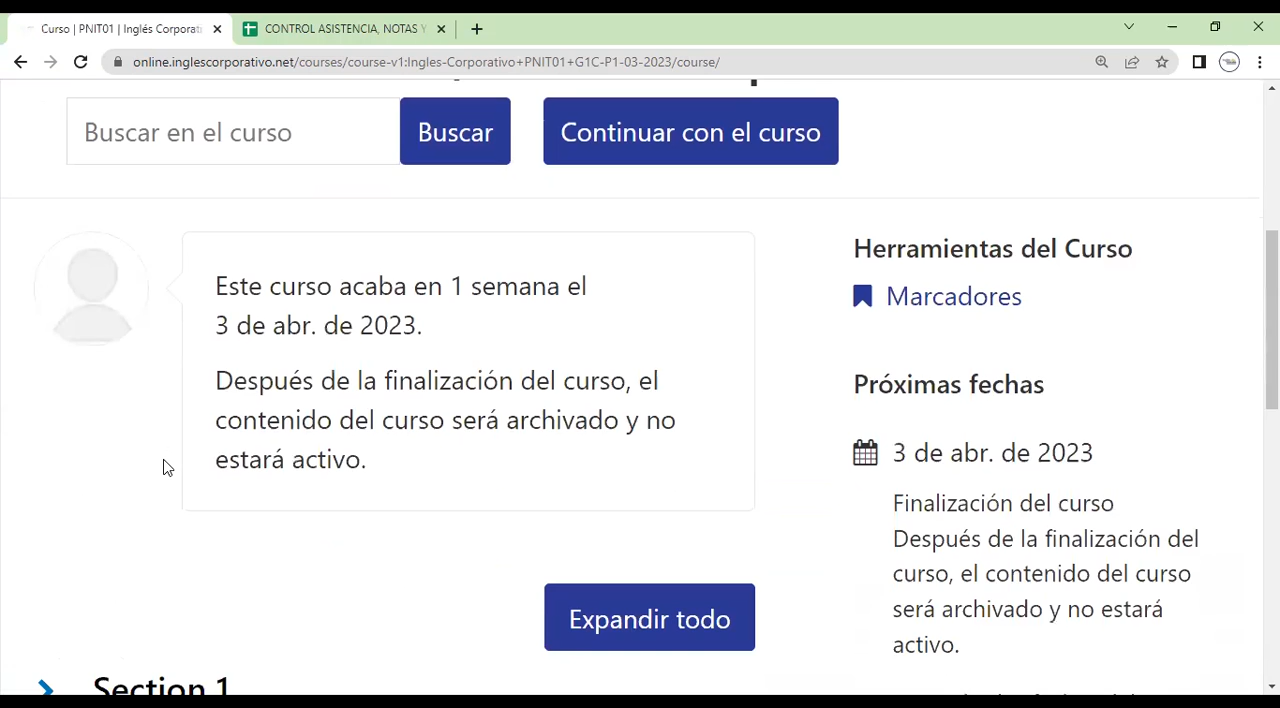 Curso | PNIT01 | Inglés Corporat
CONTROL ASISTENCIA, NOTAS Y
online.inglescorporativo.net/courses/course-v1:Ingles-Corporativo+PNIT01+G1C-P1-03-2023/course/
Buscar en el curso
Buscar
Continuar con el curso
Este curso acaba en 1 semana el
3 de abr. de 2023.
Después de la finalización del curso, el
contenido del curso será archivado y no
estará activo.
Expandir todo
Section 1
Herramientas del Curso
Marcadores
Próximas fechas
3 de abr. de 2023
Finalización del curso
Después de la finalización del
curso, el contenido del curso
será archivado y no estará
activo.